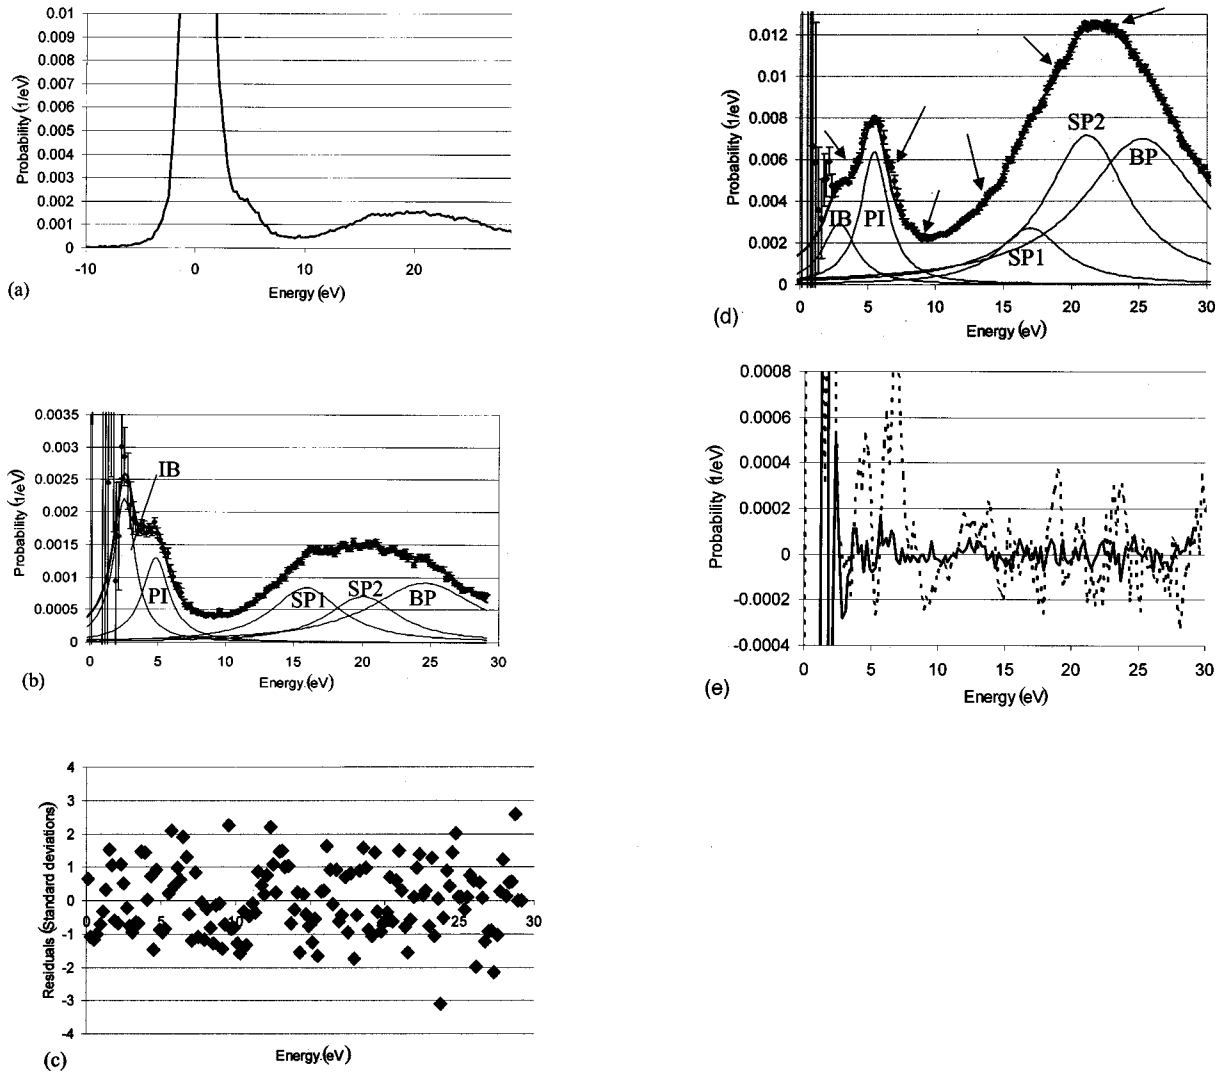 0.01
0.009
0.008
0.007
0.006
0.005
0.004
0.003
0.002
0.001
0
-10 0 10 20
Probability (1/eV)
Energy (eV)
(a)
0.0035
0.003
0.0025
0.002
0.0015
0.001
0.0005
0
0 5 10 15 20 25 30
Probability (1/eV)
IB
PI
SP1
SP2
BP
Energy.(eV)
(b)
4
3
2
1
0
-1
-2
-3
-4
0 5 10 15 20 25 30
Residuals (Standard deviations)
Energy.(eV)
(c)
0.012
0.01
0.008
0.006
0.004
0.002
0
0 5 10 15 20 25 30
Probability (1/eV)
IB
PI
SP1
SP2
BP
Energy (eV)
(d)
0.0008
0.0006
0.0004
0.0002
0
-0.0002
-0.0004
0 5 10 15 20 25 30
Probability (1/eV)
Energy (eV)
(e)